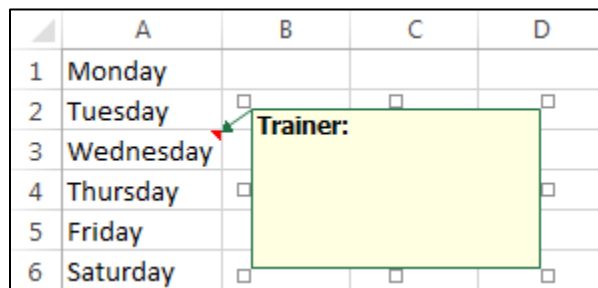 A B C D
1 Monday
2 Tuesday
Trainer:
3 Wednesday
4 Thursday
5 Friday
6 Saturday